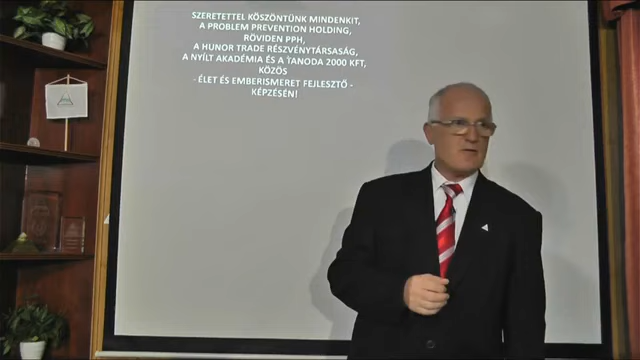 SZERETETTEL KÖSZÖNTÜNK MINDENKIT,
A PROBLEM PREVENTION HOLDING,
RÖVIDEN PPH,
A HUNOR TRADE RÉSZVÉNYTÁRSASÁG,
A NYÍLT AKADÉMIA ÉS A TANODA 2000 KFT,
KÖZÖS
- ÉLET ÉS EMBERISMERET FEJLESZTŐ -
KÉPZÉSÉN!